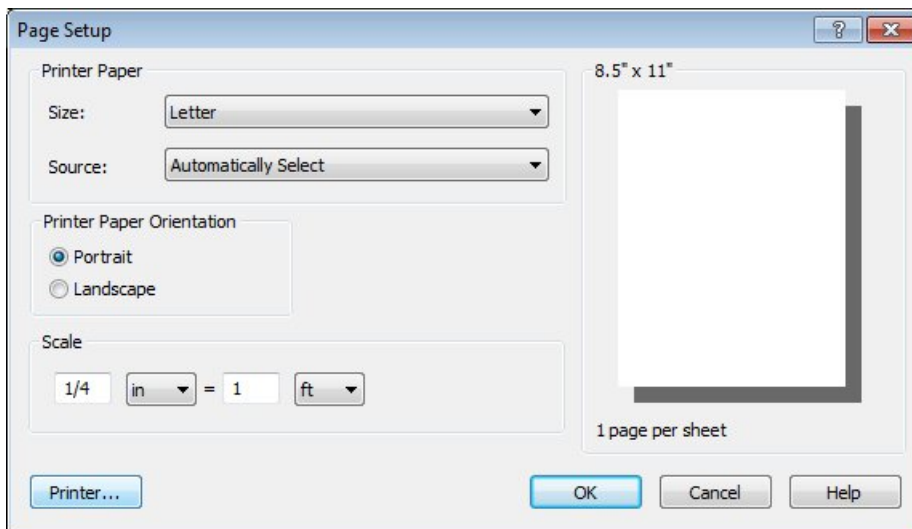 Page Setup
Printer Paper
Size: Letter
Source: Automatically Select
Printer Paper Orientation
Portrait
Landscape
Scale
1/4 in = 1 ft
8.5" x 11"
1 page per sheet
Printer... OK Cancel Help